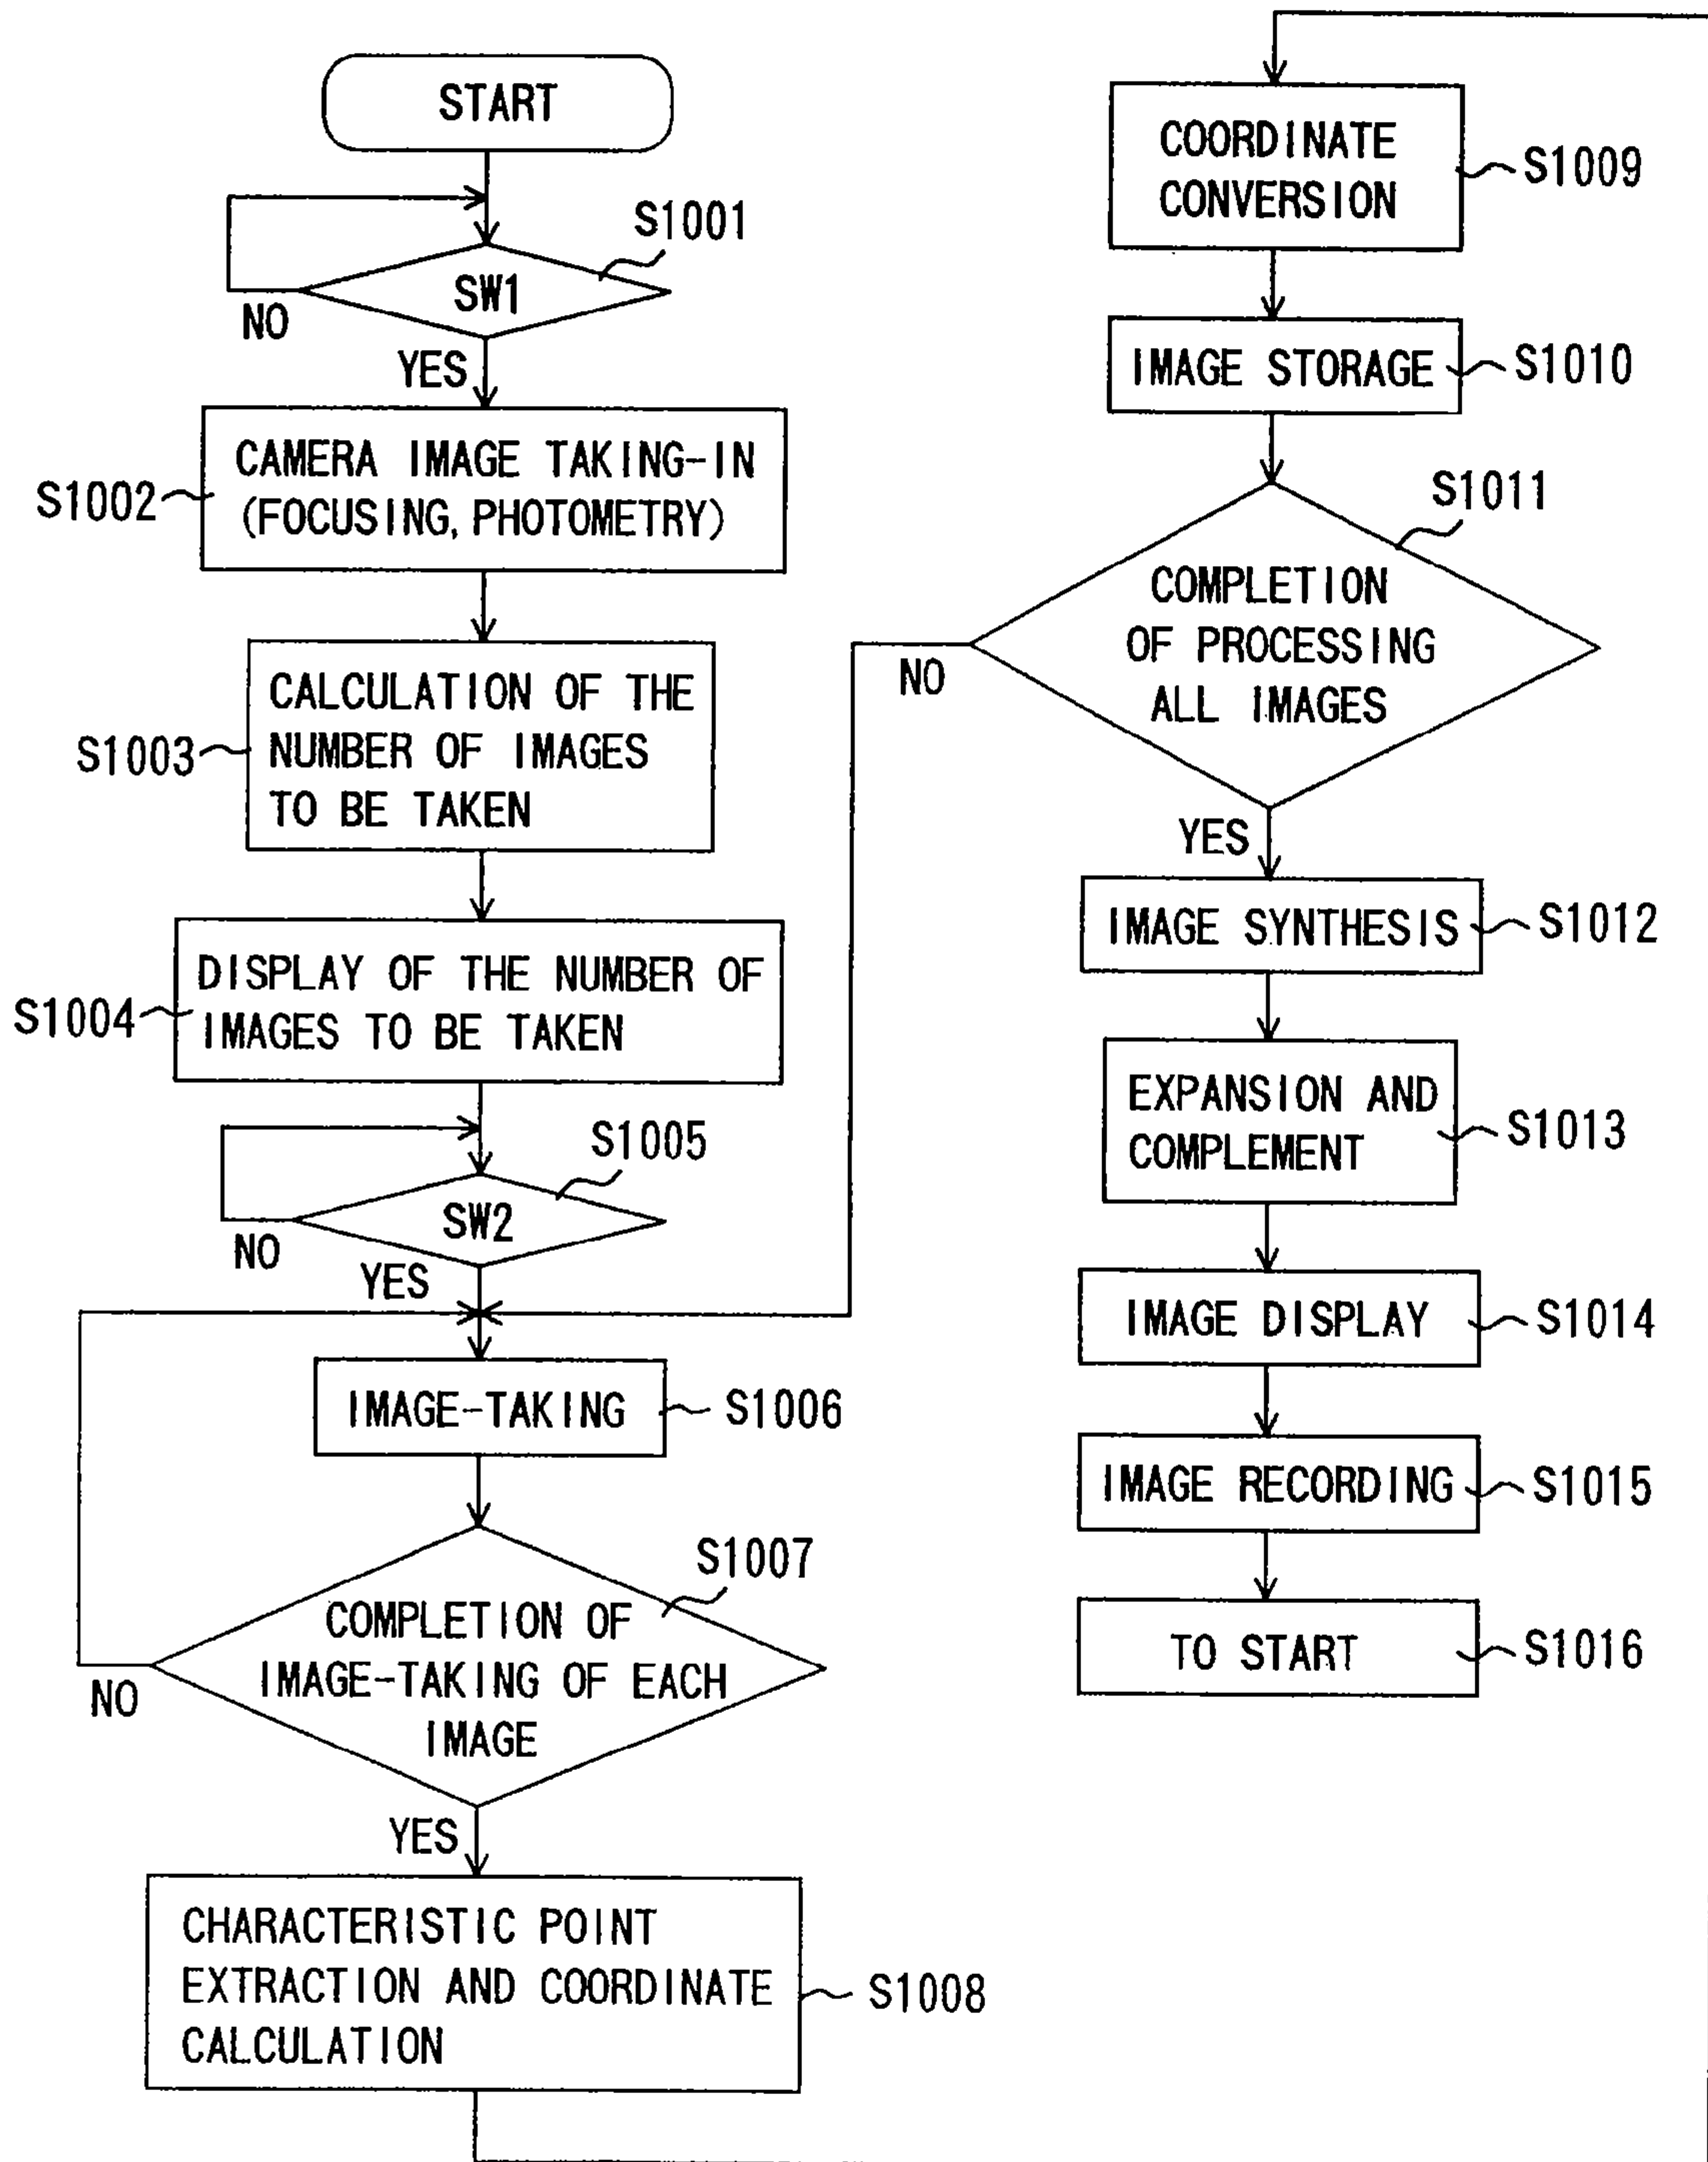 START
S1001
SW1
NO
YES
S1002
CAMERA IMAGE TAKING-IN
(FOCUSING, PHOTOMETRY)
S1003
CALCULATION OF THE
NUMBER OF IMAGES
TO BE TAKEN
S1004
DISPLAY OF THE NUMBER OF
IMAGES TO BE TAKEN
S1005
SW2
NO
YES
IMAGE-TAKING
S1006
S1007
COMPLETION OF
IMAGE-TAKING OF EACH
IMAGE
NO
YES
CHARACTERISTIC POINT
EXTRACTION AND COORDINATE
CALCULATION
S1008
COORDINATE
CONVERSION
S1009
IMAGE STORAGE
S1010
S1011
COMPLETION
OF PROCESSING
ALL IMAGES
NO
YES
IMAGE SYNTHESIS
S1012
EXPANSION AND
COMPLEMENT
S1013
IMAGE DISPLAY
S1014
IMAGE RECORDING
S1015
TO START
S1016